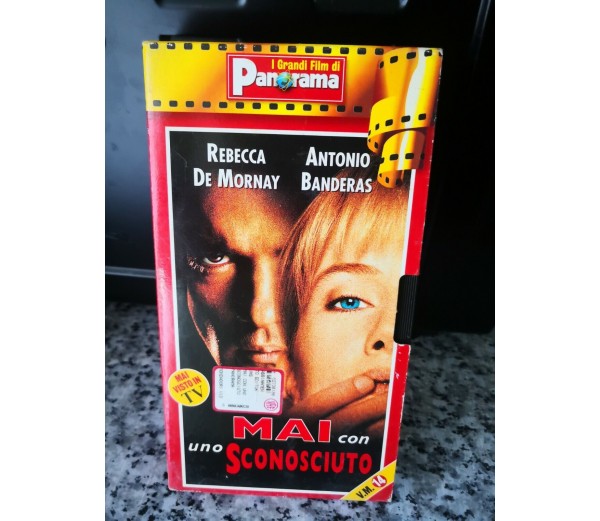 I Grandi Film di
Panorama
REBECCA
DE MORNAY
ANTONIO
BANDERAS
MAI
VISTO IN
TV
MAI con
uno SCONOSCIUTO
V.M. 14